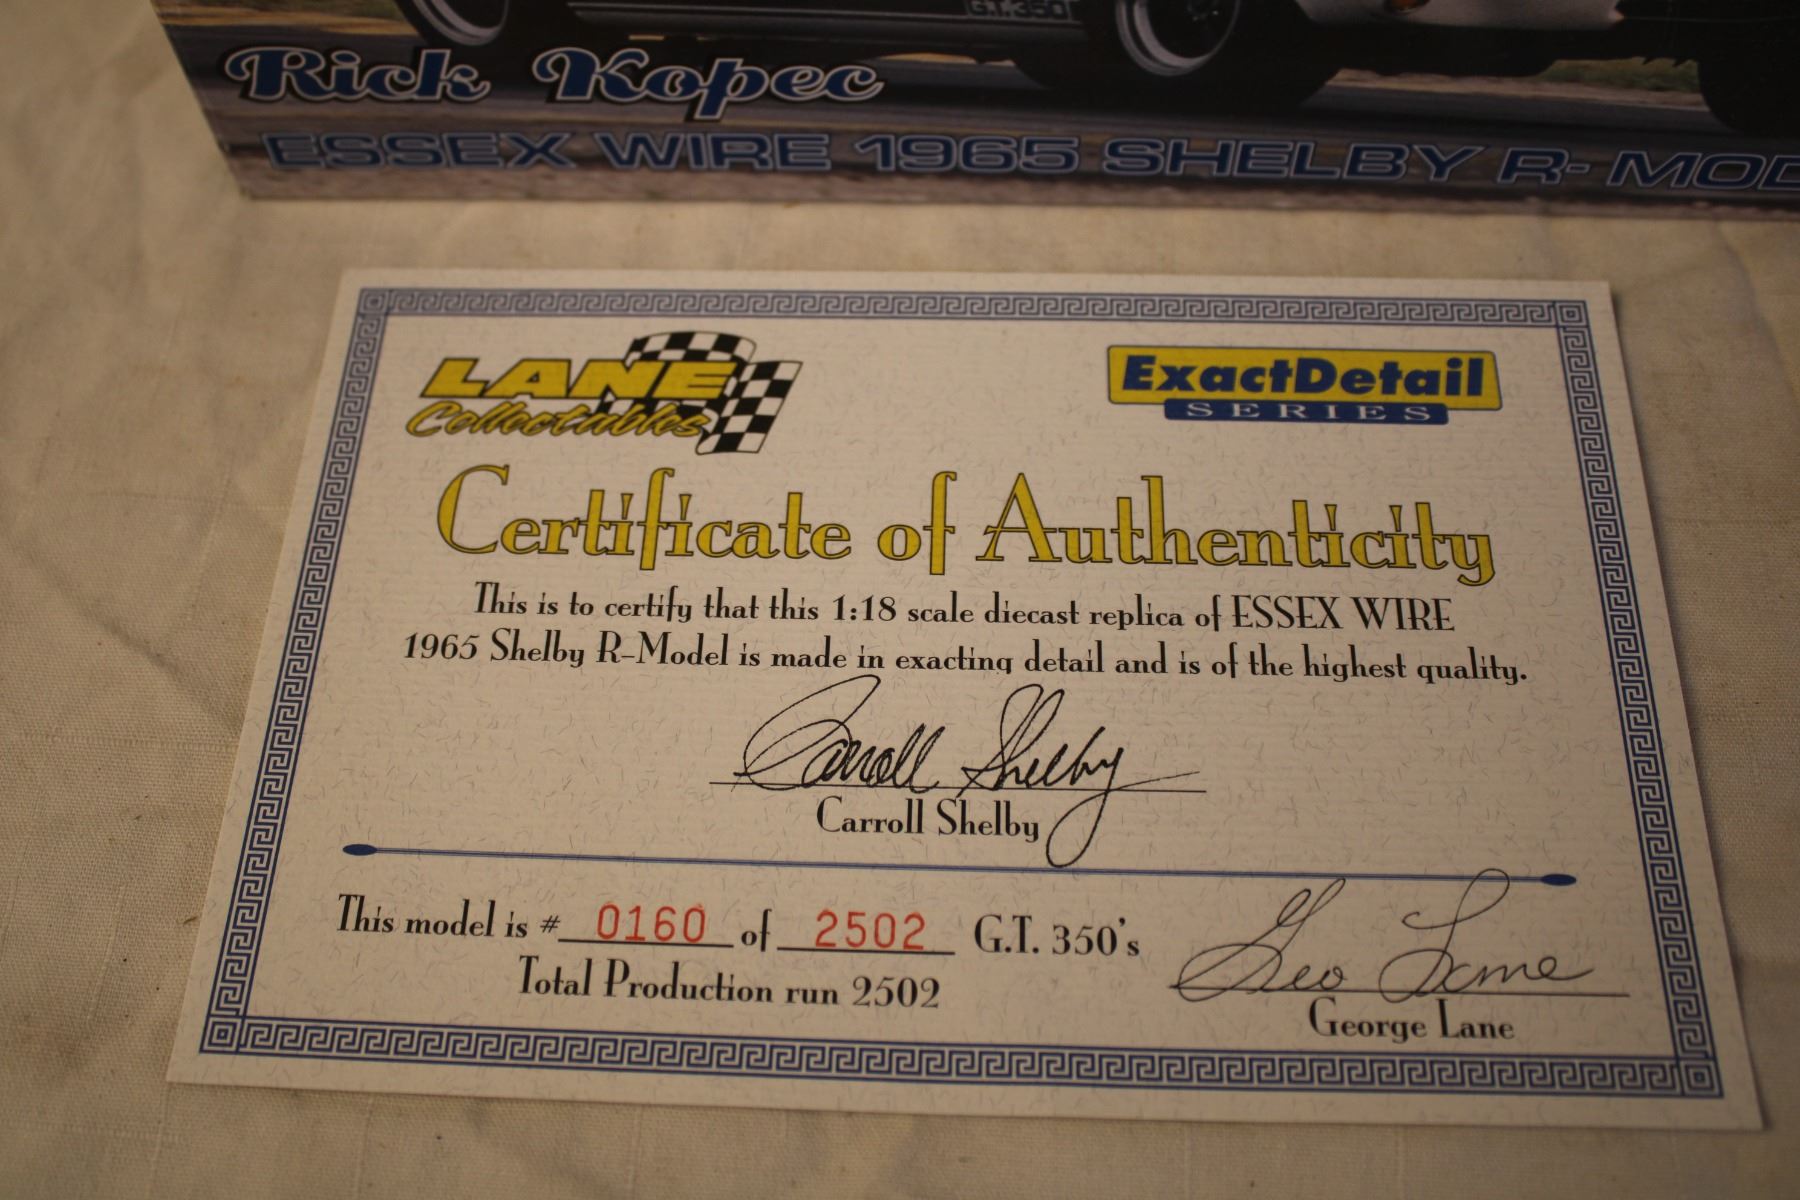 G.T.350
Rick Kopec
ESSEX WIRE 1965 SHELBY R-MOD
LANE
Collectables
ExactDetail
SERIES
Certificate of Authenticity
This is to certify that this 1:18 scale diecast replica of ESSEX WIRE
1965 Shelby R-Model is made in exacting detail and is of the highest quality.
Carroll Shelby
Carroll Shelby
This model is # 0160 of 2502 G.T. 350's
Total Production run 2502
Geo Lane
George Lane